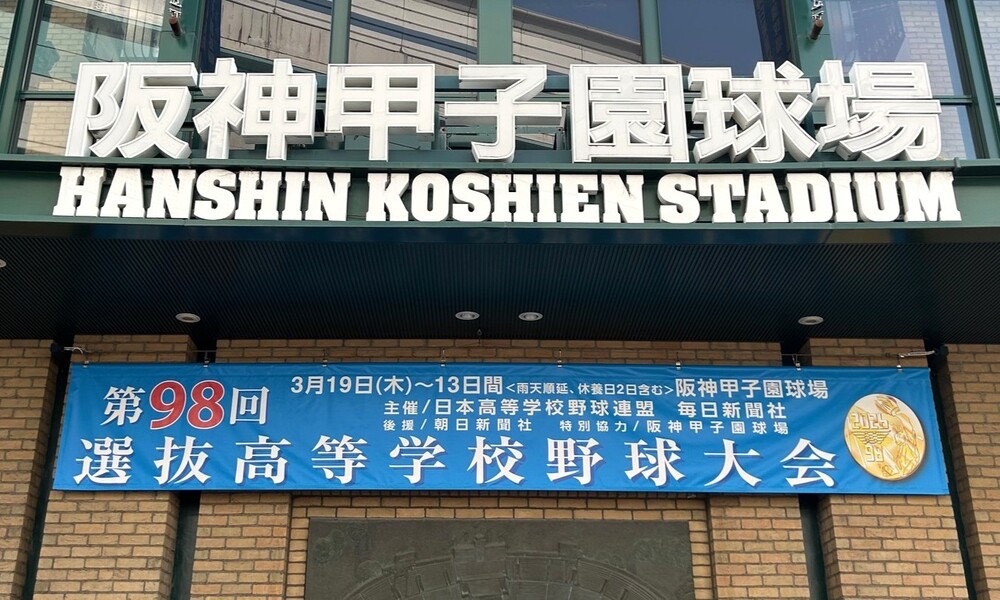 阪神甲子園球場
HANSHIN KOSHIEN STADIUM
第98回
3月19日(木)～13日間<雨天順延、休養日2日含む>阪神甲子園球場
主催/日本高等学校野球連盟 毎日新聞社
後援/朝日新聞社 特別協力/阪神甲子園球場
選抜高等学校野球大会
98